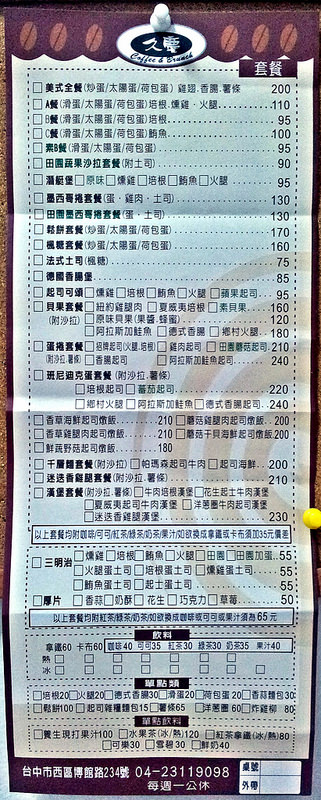 久
Coffee & Brunch
套餐
□美式全餐(炒蛋/太陽蛋/荷包蛋) 雞翅.香腸.薯條 200
A餐(滑蛋/太陽蛋/荷包蛋)培根、燻雞、火腿 110
B餐(滑蛋/太陽蛋/荷包蛋)培根 95
C餐(滑蛋/太陽蛋/荷包蛋)鮪魚 100
□素B餐(滑蛋/太陽蛋/荷包蛋) 95
□田園蔬果沙拉套餐(附土司) 90
□潛艇堡 □原味□燻雞□培根□鮪魚□火腿 95
□墨西哥捲套餐(蛋、雞肉、土司) 130
□田園墨西哥捲套餐(蛋、土司) 130
□鬆餅套餐(炒蛋/太陽蛋/荷包蛋) 170
□楓糖套餐(炒蛋/太陽蛋/荷包蛋) 160
□法式土司(楓糖) 75
□德國香腸堡 85
□起司可頌 □燻雞□培根□鮪魚□火腿□蘋果起司 95
□貝果套餐 □紐約雞腿肉 □夏威夷培根□素貝果 160
(附沙拉) □原味貝果(果醬.蜂蜜) 120
□阿拉斯加鮭魚 □德式香腸 □鄉村火腿 180
□蛋捲套餐 □招牌起司(火腿.培根) □雞肉起司 □田園蘑菇起司 210
(附沙拉.薯條) □香腸起司 □阿拉斯加鮭魚起司 240
□班尼迪克蛋套餐(附沙拉.薯條)
□培根起司 □蕃茄起司 220
□鄉村火腿 □阿拉斯加鮭魚 □德式香腸起司 240
□香草海鮮起司燉飯 210 □蘑菇雞腿起司燉飯 200
□香草雞腿肉起司燉飯 210 □蘑菇干貝海鮮起司燉飯 200
□鮮蔬野菇起司燉飯 180
□千層麵套餐(附沙拉) □帕瑪森起司牛肉□起司海鮮 200
□迷迭香雞腿套餐(附沙拉.薯條) 210
□漢堡套餐(附沙拉.薯條) □牛肉培根漢堡□花生起士牛肉漢堡
□夏威夷起司牛肉漢堡 □洋蔥圈牛肉起司漢堡
□迷迭香雞腿漢堡 230
以上套餐均附咖啡/可可/紅茶/綠茶/奶茶/果汁/如欲換成拿鐵或卡布須加35元價差
□三明治 □燻雞□培根□鮪魚□火腿□田園□田園加蛋 55
□火腿蛋土司□培根蛋土司□燻雞蛋土司 55
□鮪魚蛋土司□起士蛋土司 55
□厚片 □香蒜□奶酥□花生□巧克力□草莓 50
以上套餐均附紅茶/綠茶/奶茶/如欲換成咖啡或可可或果汁須為65元
飲料
拿鐵60 卡布60 咖啡40 可可35 紅茶30 綠茶30 奶茶35 果汁40
熱 □ □ □ □ □ □ □
冰 □ □ □ □ □ □ □ □
單點類
□培根20□火腿20□德式香腸30□滑蛋20□荷包蛋20□香蒜麵包30
□鬆餅100□起司雜糧麵包15□薯條65 □洋蔥圈60□炸雞柳 80
單點飲料
□養生現打果汁100 □水果茶(冰/熱)120 □紅茶拿鐵(冰/熱)80
□可樂30 □雪碧30 □鮮奶40
台中市西區博館路234號 04-23119098
每週一公休
桌號
外帶